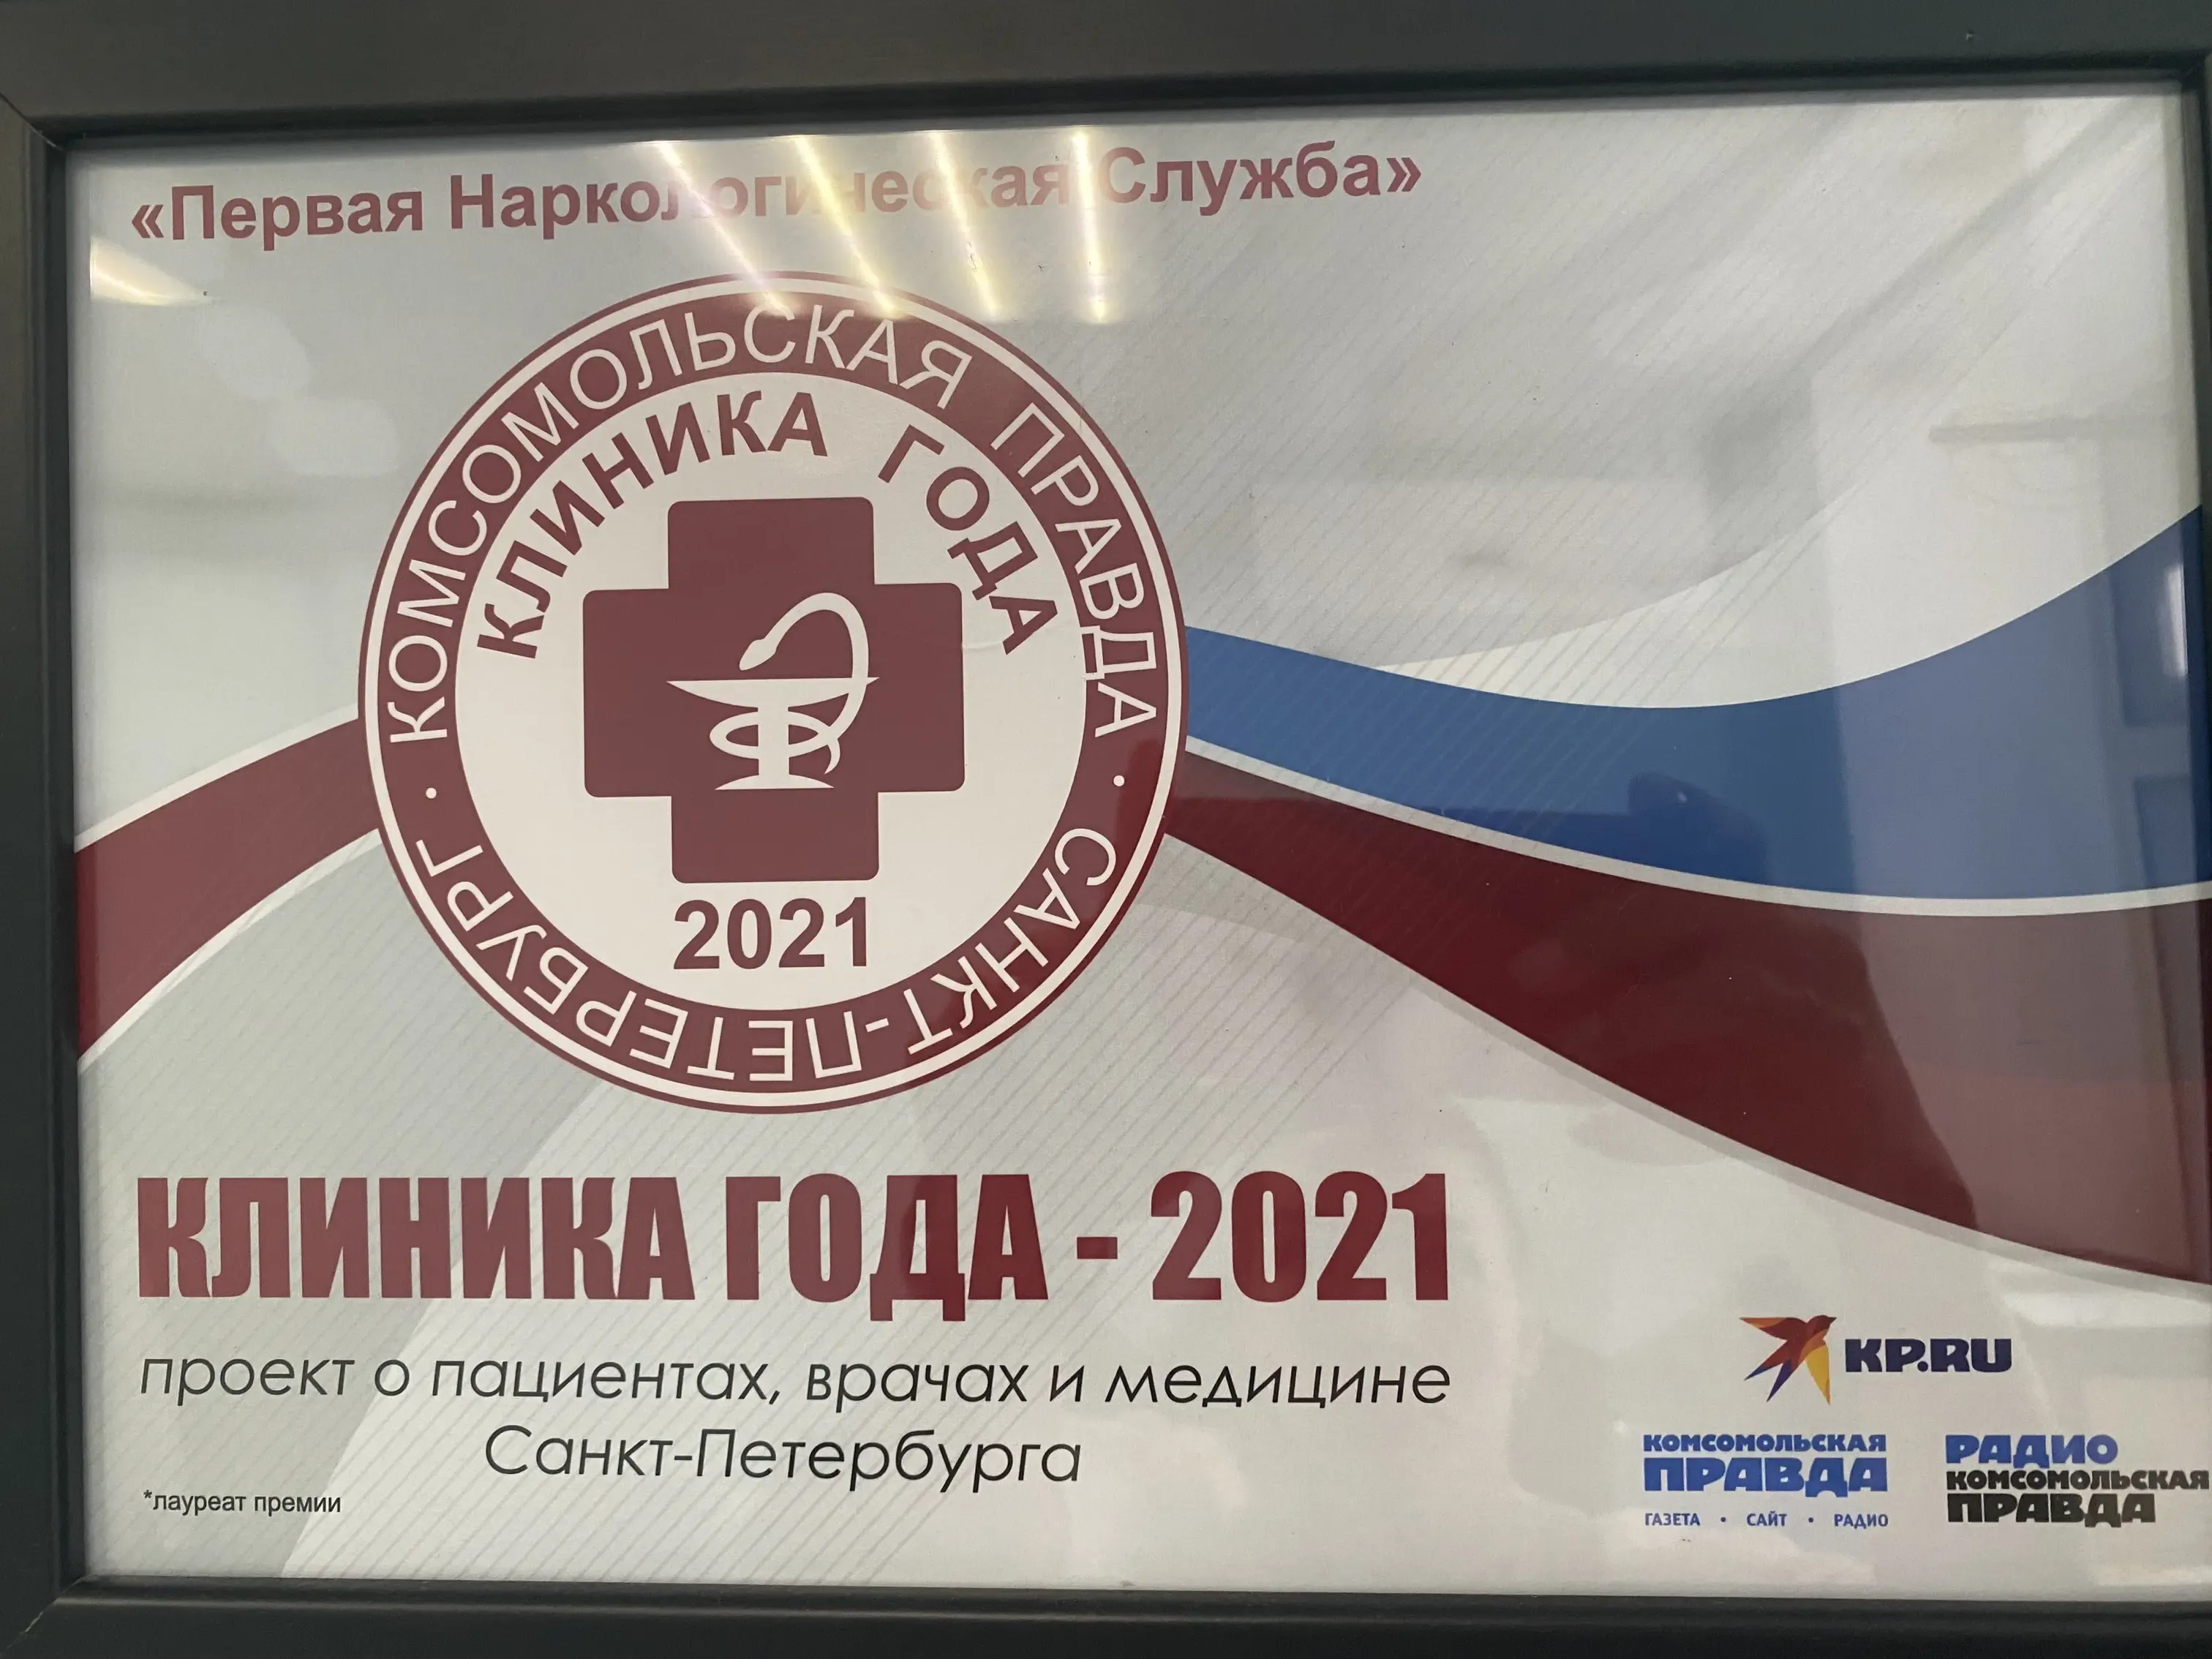 «Первая Наркологическая Служба»
КОМСОМОЛЬСКАЯ ПРАВДА · САНКТ-ПЕТЕРБУРГ ·
КЛИНИКА ГОДА
2021
КЛИНИКА ГОДА - 2021
проект о пациентах, врачах и медицине
Санкт-Петербурга
*лауреат премии
KP.RU
КОМСОМОЛЬСКАЯ
ПРАВДА
ГАЗЕТА · САЙТ · РАДИО
РАДИО
КОМСОМОЛЬСКАЯ
ПРАВДА